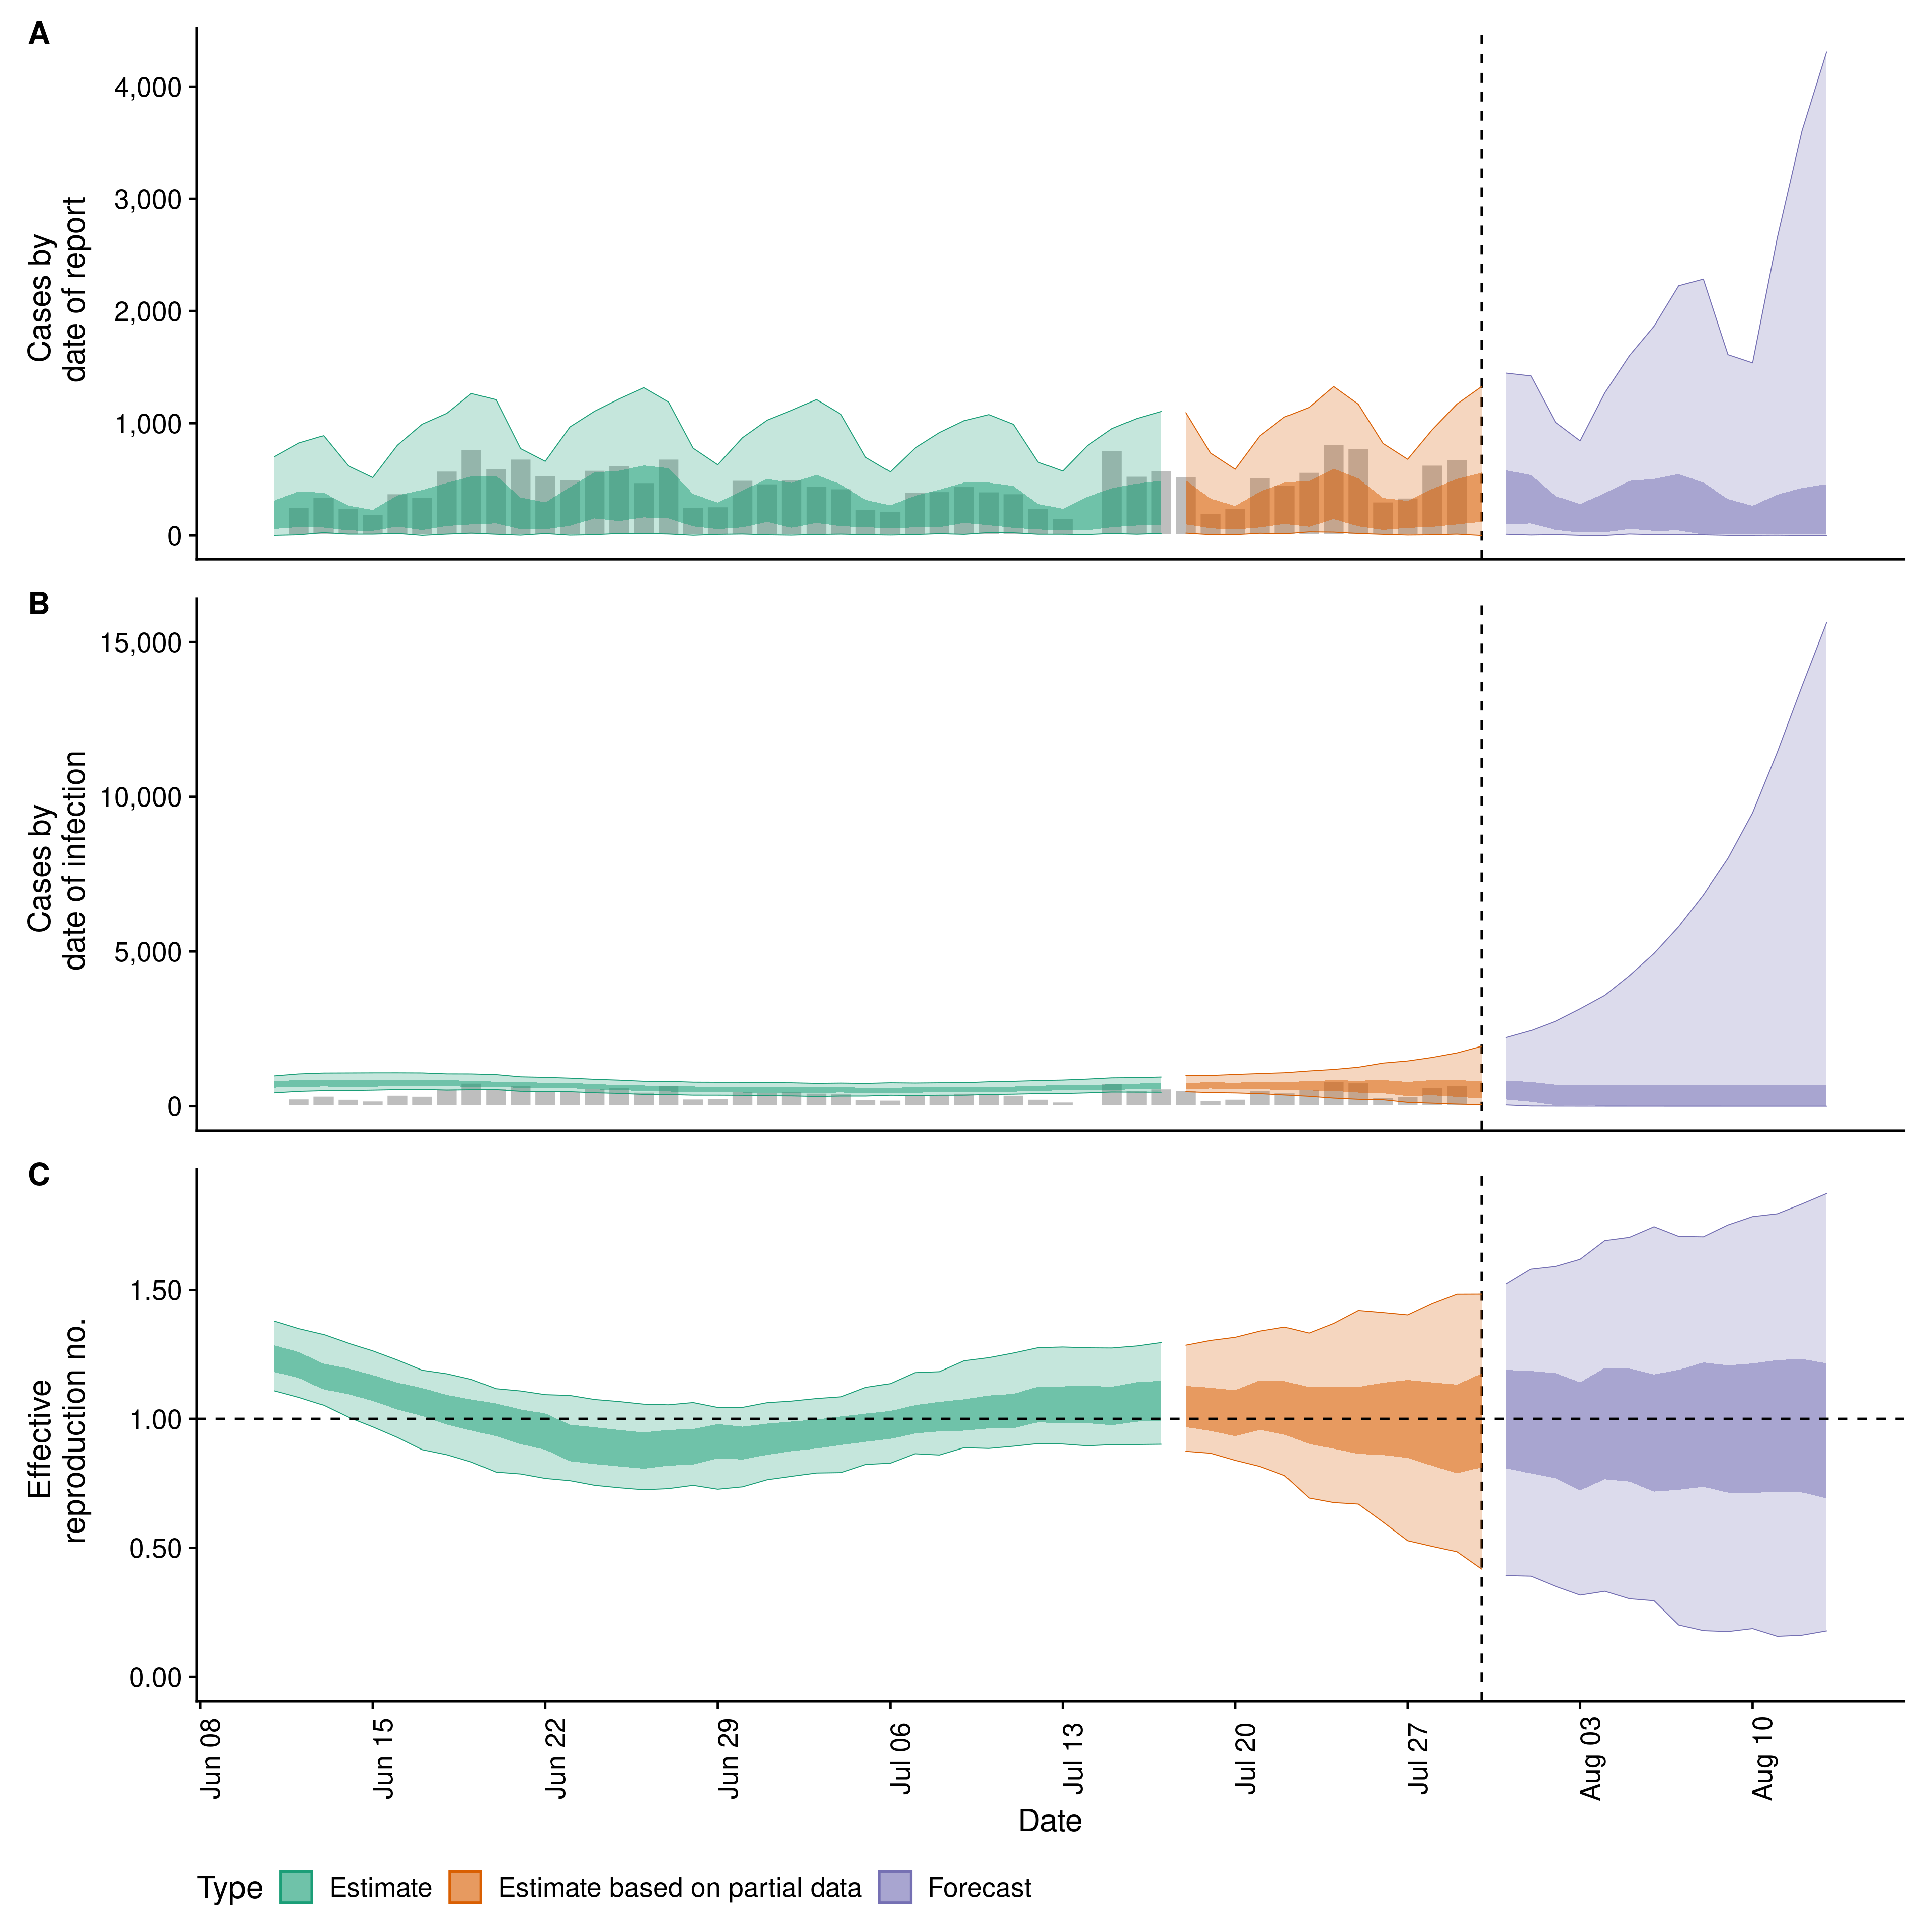 A
Cases by
date of report
4,000
3,000
2,000
1,000
0
B
Cases by
date of infection
15,000
10,000
5,000
0
C
Effective
reproduction no.
1.50
1.00
0.50
0.00
Jun 08
Jun 15
Jun 22
Jun 29
Jul 06
Jul 13
Jul 20
Jul 27
Aug 03
Aug 10
Date
Type Estimate Estimate based on partial data Forecast